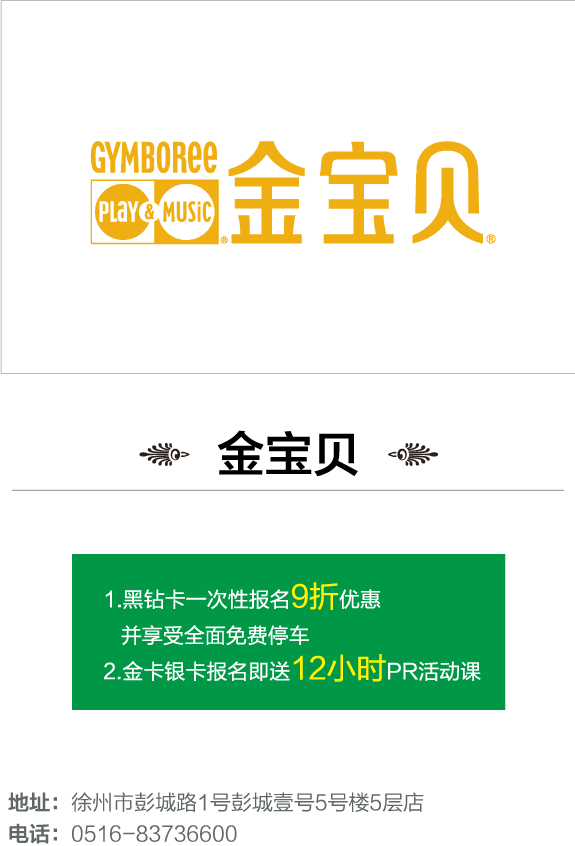 GYMBOREE
PLAY & MUSIC
金宝贝
金宝贝
1.黑钻卡一次性报名9折优惠
并享受全面免费停车
2.金卡银卡报名即送12小时PR活动课
地址：徐州市彭城路1号彭城壹号5号楼5层店
电话：0516-83736600